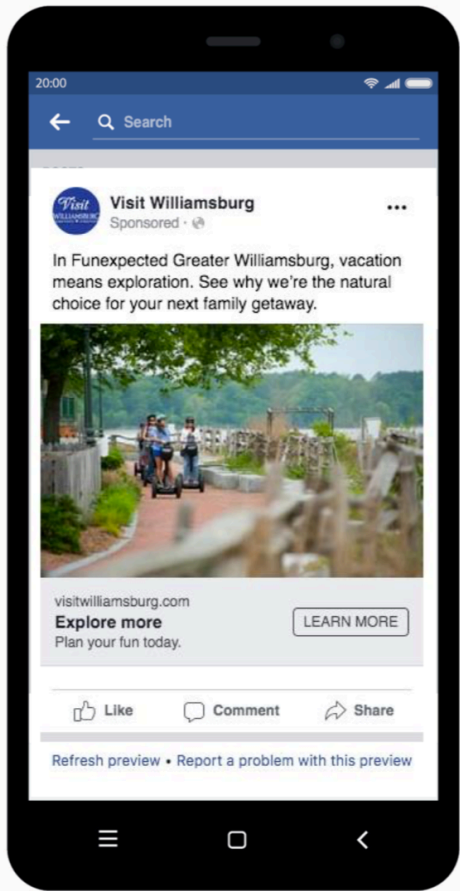 20:00
Search
Visit
WILLIAMSBURG
Visit Williamsburg
Sponsored ·
In Funexpected Greater Williamsburg, vacation
means exploration. See why we're the natural
choice for your next family getaway.
visitwilliamsburg.com
Explore more
LEARN MORE
Plan your fun today.
Like Comment Share
Refresh preview • Report a problem with this preview